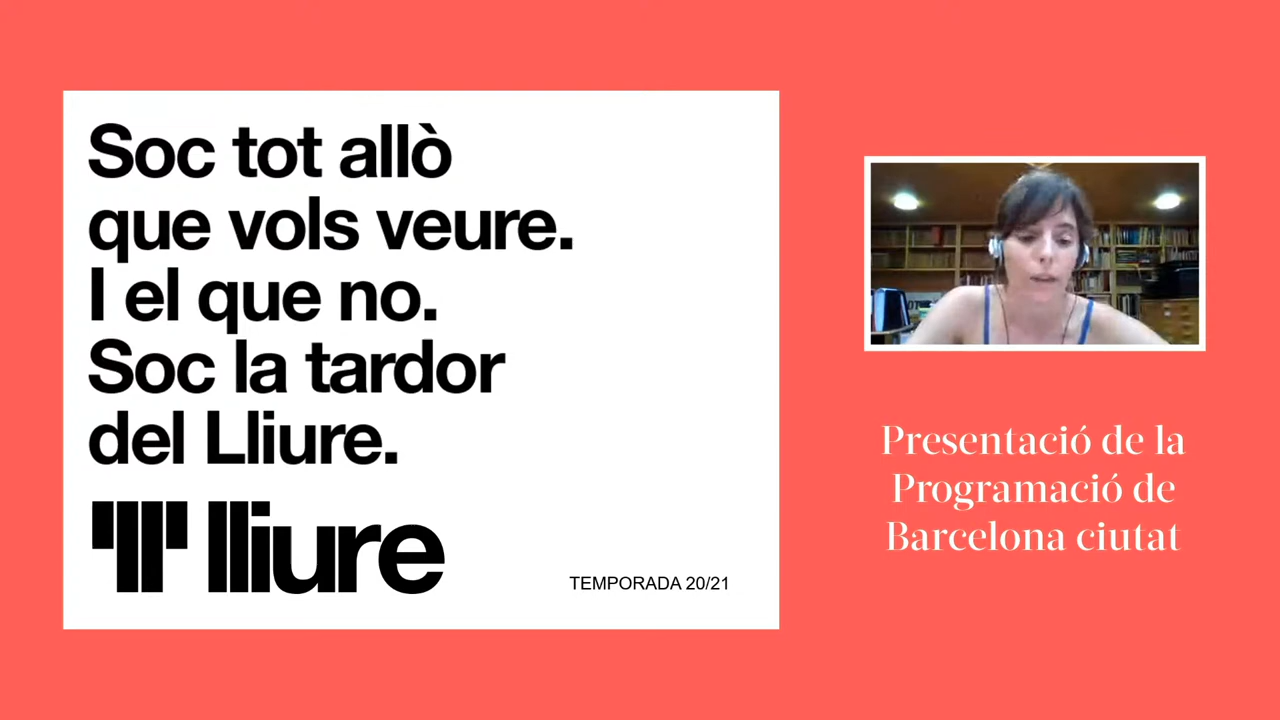 Soc tot allò
que vols veure.
I el que no.
Soc la tardor
del Lliure.
lliure
TEMPORADA 20/21
Presentació de la
Programació de
Barcelona ciutat